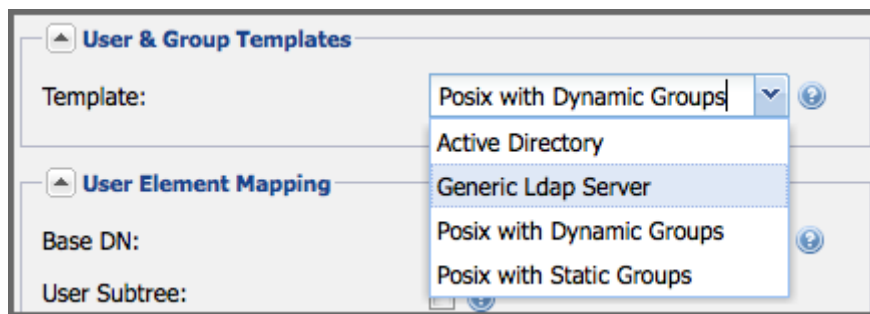 User & Group Templates
Template:
Posix with Dynamic Groups
Active Directory
Generic Ldap Server
Posix with Dynamic Groups
Posix with Static Groups
User Element Mapping
Base DN:
User Subtree: